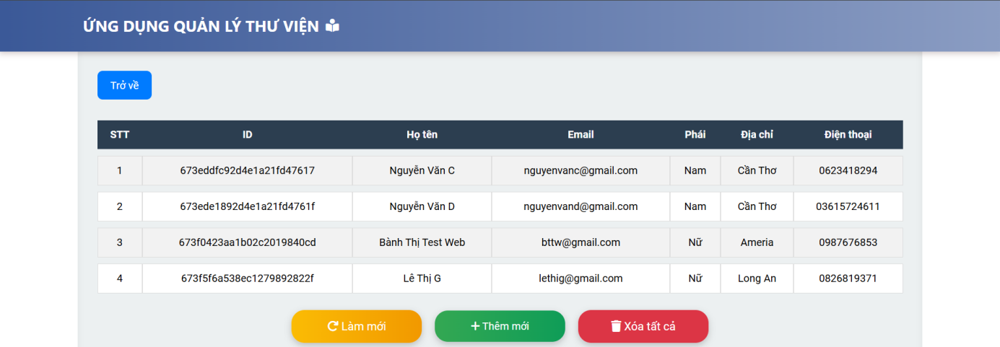 ỨNG DỤNG QUẢN LÝ THƯ VIỆN
Trở về
STT ID Họ tên Email Phái Địa chỉ Điện thoại
1 673eddfc92d4e1a21fd47617 Nguyễn Văn C nguyenvanc@gmail.com Nam Cần Thơ 0623418294
2 673ede1892d4e1a21fd4761f Nguyễn Văn D nguyenvand@gmail.com Nam Cần Thơ 03615724611
3 673f0423aa1b02c2019840cd Bành Thị Test Web bttw@gmail.com Nữ Ameria 0987676853
4 673f5f6a538ec1279892822f Lê Thị G lethig@gmail.com Nữ Long An 0826819371
Làm mới Thêm mới Xóa tất cả